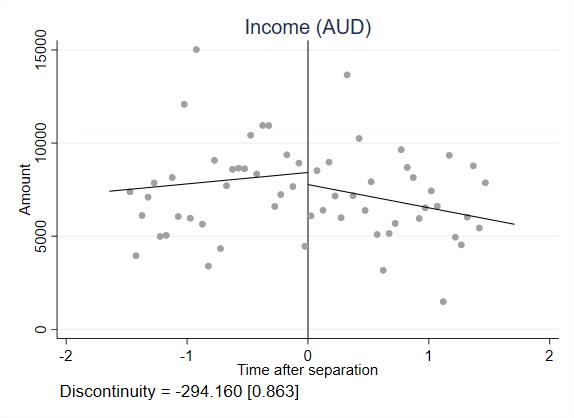 Income (AUD)
15000
10000
5000
0
Amount
-2 -1 0 1 2
Time after separation
Discontinuity = -294.160 [0.863]